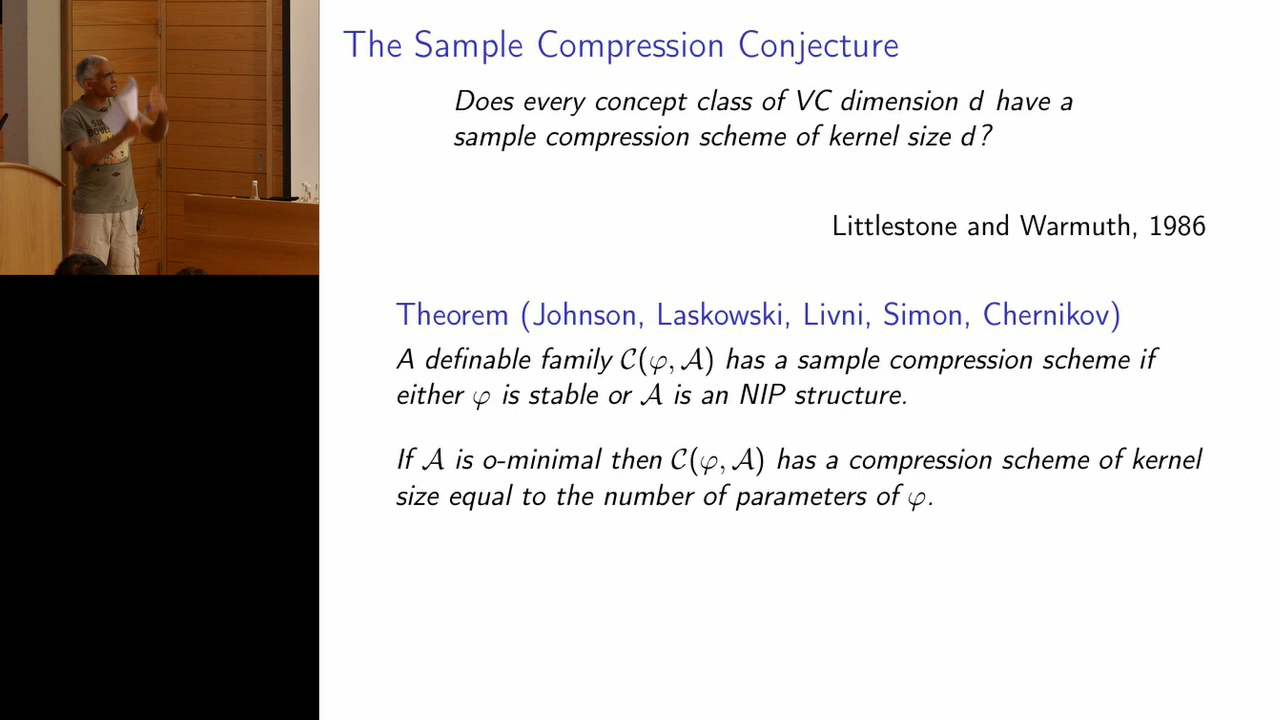 The Sample Compression Conjecture
Does every concept class of VC dimension d have a
sample compression scheme of kernel size d?
Littlestone and Warmuth, 1986
Theorem (Johnson, Laskowski, Livni, Simon, Chernikov)
A definable family 𝒞(φ, 𝒜) has a sample compression scheme if
either φ is stable or 𝒜 is an NIP structure.
If 𝒜 is o-minimal then 𝒞(φ, 𝒜) has a compression scheme of kernel
size equal to the number of parameters of φ.